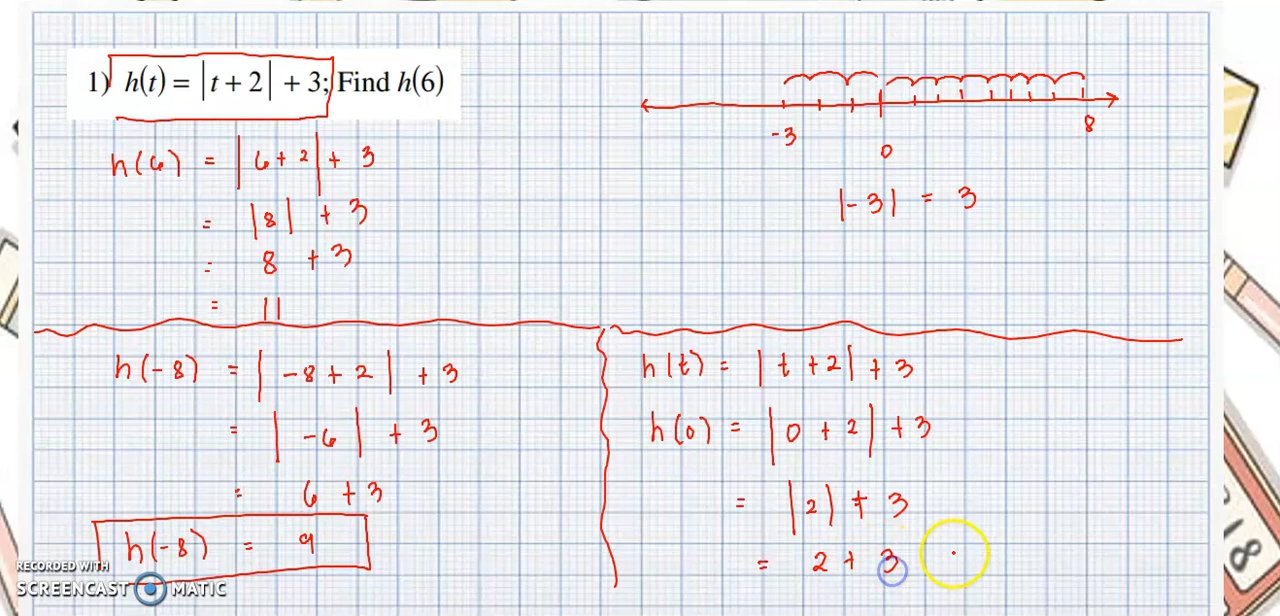 1) h(t) = |t + 2| + 3; Find h(6)
h(6) = |6 + 2| + 3
= |8| + 3
= 8 + 3
= 11
-3 0 8
|-3| = 3
h(-8) = |-8 + 2| + 3
= |-6| + 3
= 6 + 3
h(-8) = 9
h(t) = |t + 2| + 3
h(0) = |0 + 2| + 3
= |2| + 3
= 2 + 3
RECORDED WITH
SCREENCAST MATIC